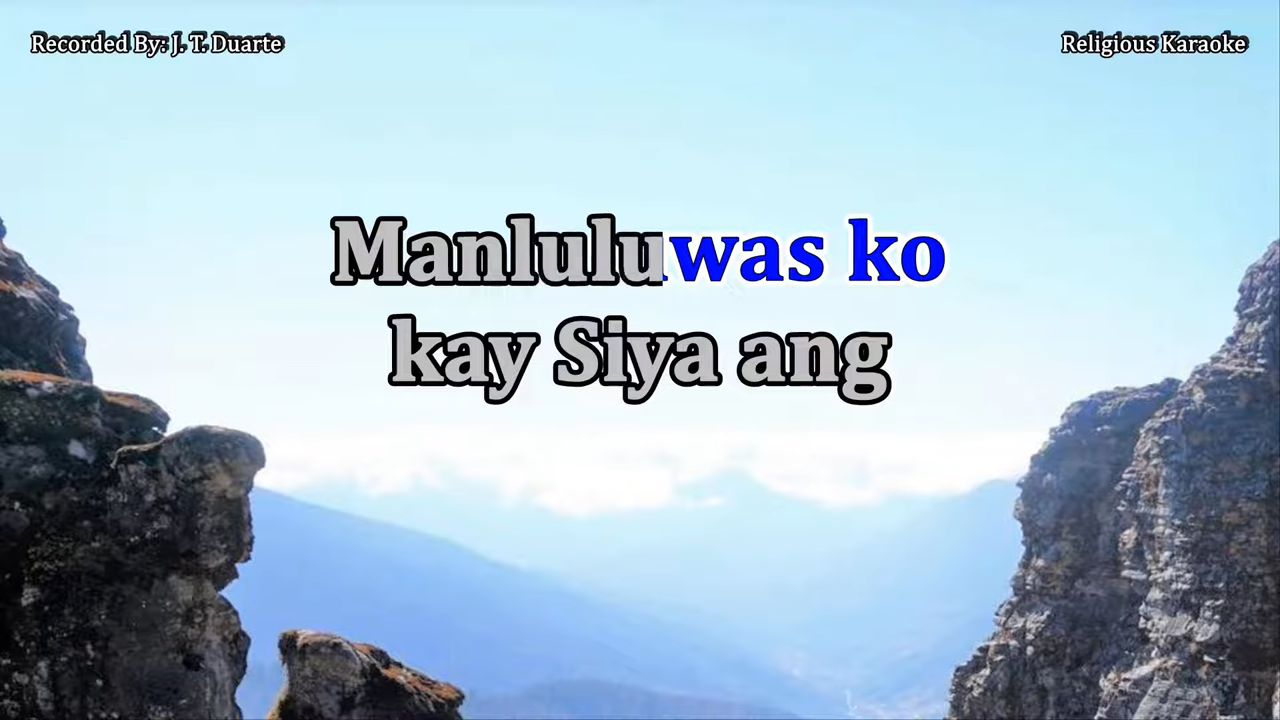 Recorded By: J. T. Duarte
Religious Karaoke
Manluluwas ko
kay Siya ang